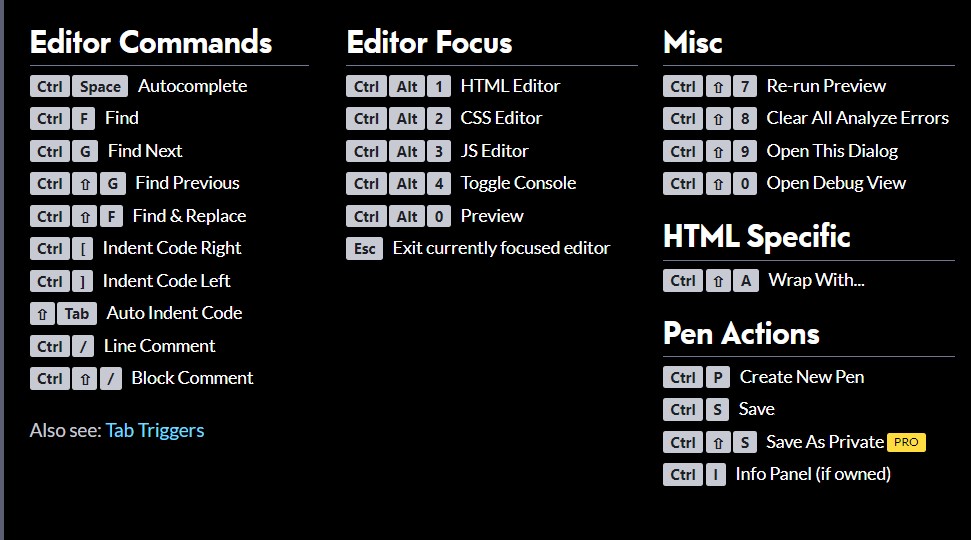 Editor Commands
Ctrl Space Autocomplete
Ctrl F Find
Ctrl G Find Next
Ctrl ⇧ G Find Previous
Ctrl ⇧ F Find & Replace
Ctrl [ Indent Code Right
Ctrl ] Indent Code Left
⇧ Tab Auto Indent Code
Ctrl / Line Comment
Ctrl ⇧ / Block Comment
Also see: Tab Triggers
Editor Focus
Ctrl Alt 1 HTML Editor
Ctrl Alt 2 CSS Editor
Ctrl Alt 3 JS Editor
Ctrl Alt 4 Toggle Console
Ctrl Alt 0 Preview
Esc Exit currently focused editor
Misc
Ctrl ⇧ 7 Re-run Preview
Ctrl ⇧ 8 Clear All Analyze Errors
Ctrl ⇧ 9 Open This Dialog
Ctrl ⇧ 0 Open Debug View
HTML Specific
Ctrl ⇧ A Wrap With...
Pen Actions
Ctrl P Create New Pen
Ctrl S Save
Ctrl ⇧ S Save As Private PRO
Ctrl I Info Panel (if owned)